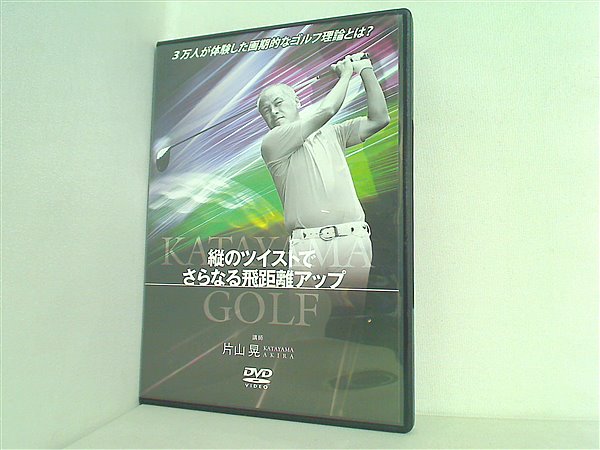 3万人が体験した画期的なゴルフ理論とは?
KATAYAMA
縦のツイストで
さらなる飛距離アップ
GOLF
講師
片山 晃 KATAYAMA
AKIRA
DVD
VIDEO